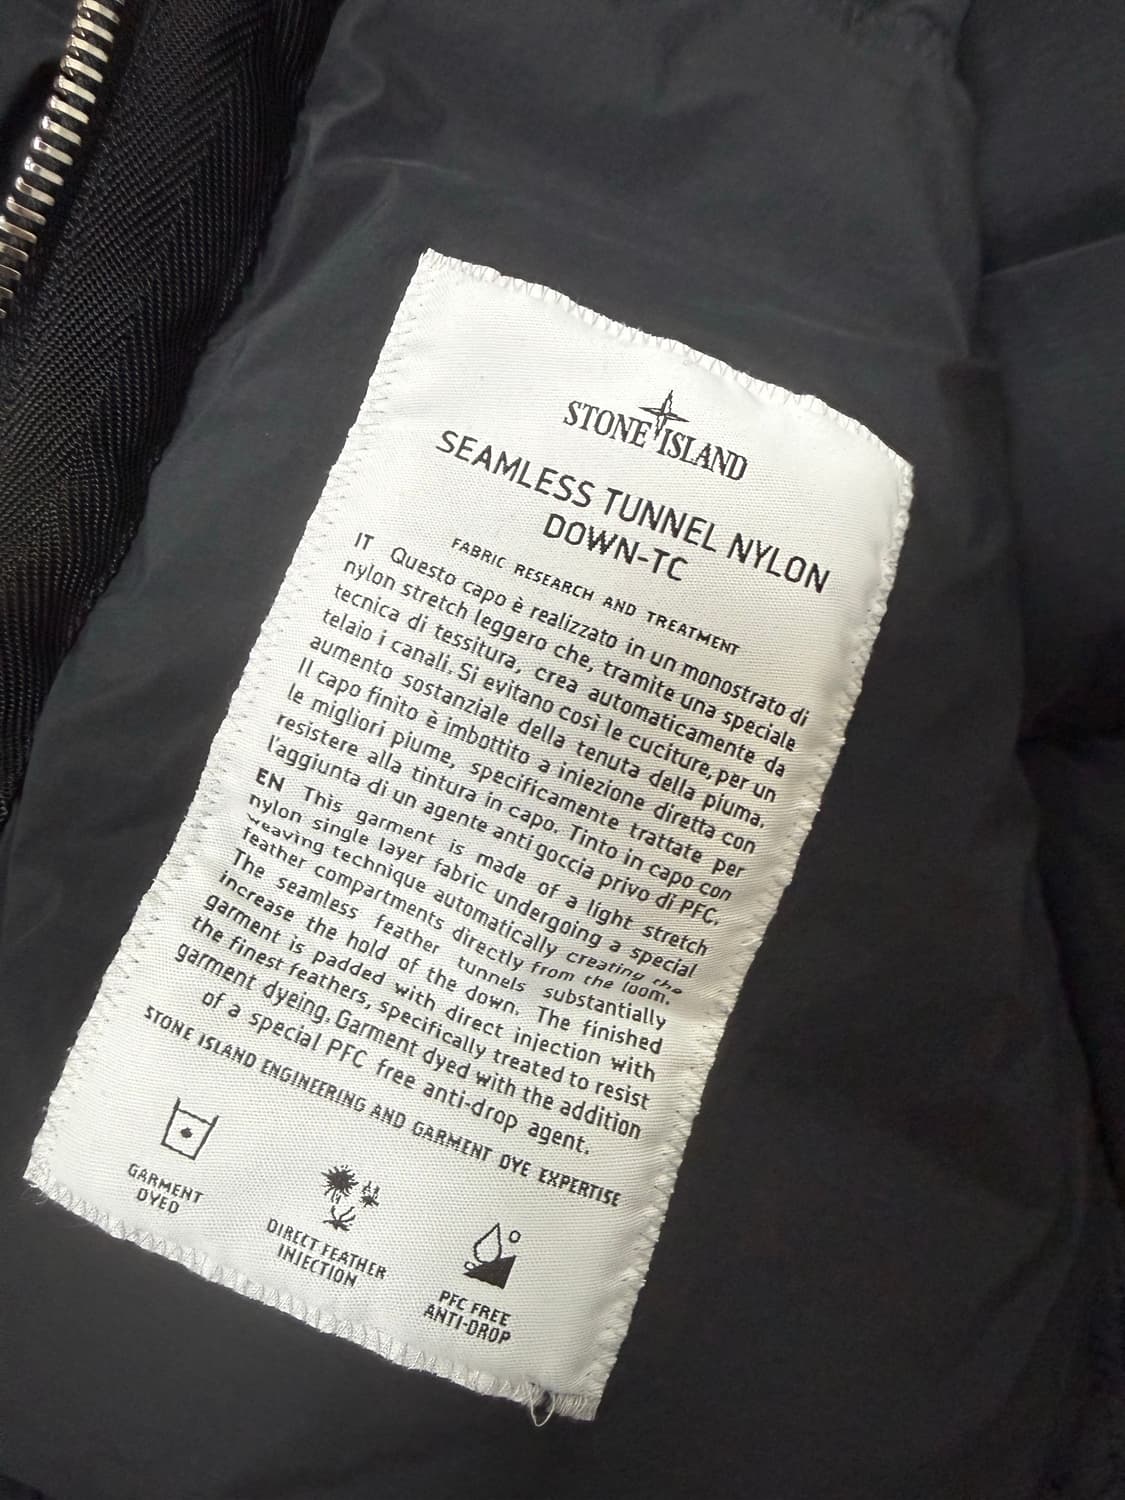 STONE ISLAND
SEAMLESS TUNNEL NYLON
DOWN-TC
FABRIC RESEARCH AND TREATMENT
IT Questo capo è realizzato in un monostrato di
nylon stretch leggero che, tramite una speciale
tecnica di tessitura, crea automaticamente da
telaio i canali. Si evitano così le cuciture, per un
aumento sostanziale della tenuta della piuma.
Il capo finito è imbottito a iniezione diretta con
le migliori piume, specificamente trattate per
resistere alla tintura in capo. Tinto in capo con
l'aggiunta di un agente anti goccia privo di PFC.
EN This garment is made of a light stretch
nylon single layer fabric undergoing a special
weaving technique automatically creating the
feather compartments directly from the loom.
The seamless feather tunnels substantially
increase the hold of the down. The finished
garment is padded with direct injection with
the finest feathers, specifically treated to resist
garment dyeing. Garment dyed with the addition
of a special PFC free anti-drop agent.
STONE ISLAND ENGINEERING AND GARMENT DYE EXPERTISE
GARMENT
DYED
DIRECT FEATHER
INJECTION
PFC FREE
ANTI-DROP